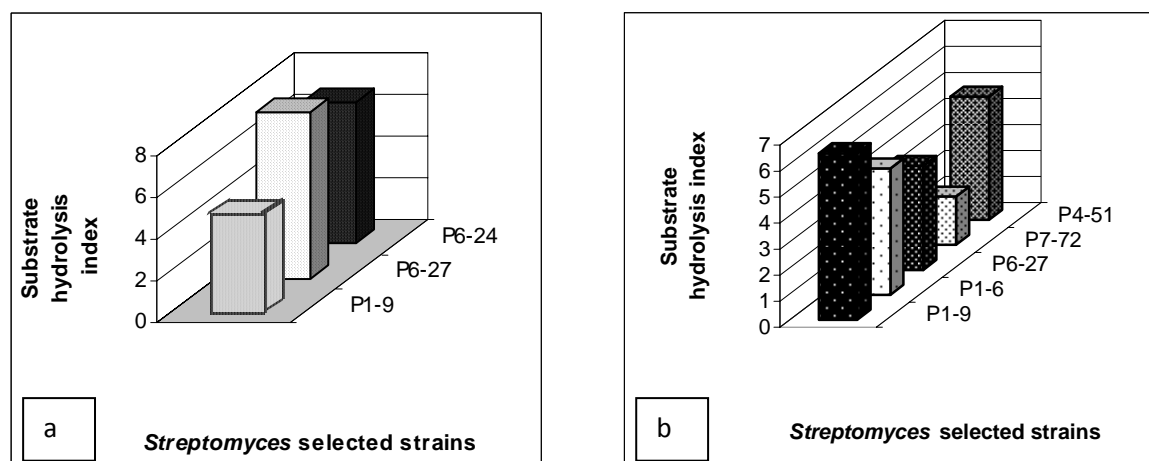 Substrate
hydrolysis
index
8
6
4
2
0
P6-24
P6-27
P1-9
a
Streptomyces selected strains
Substrate
hydrolysis index
7
6
5
4
3
2
1
0
P4-51
P7-72
P6-27
P1-6
P1-9
b
Streptomyces selected strains